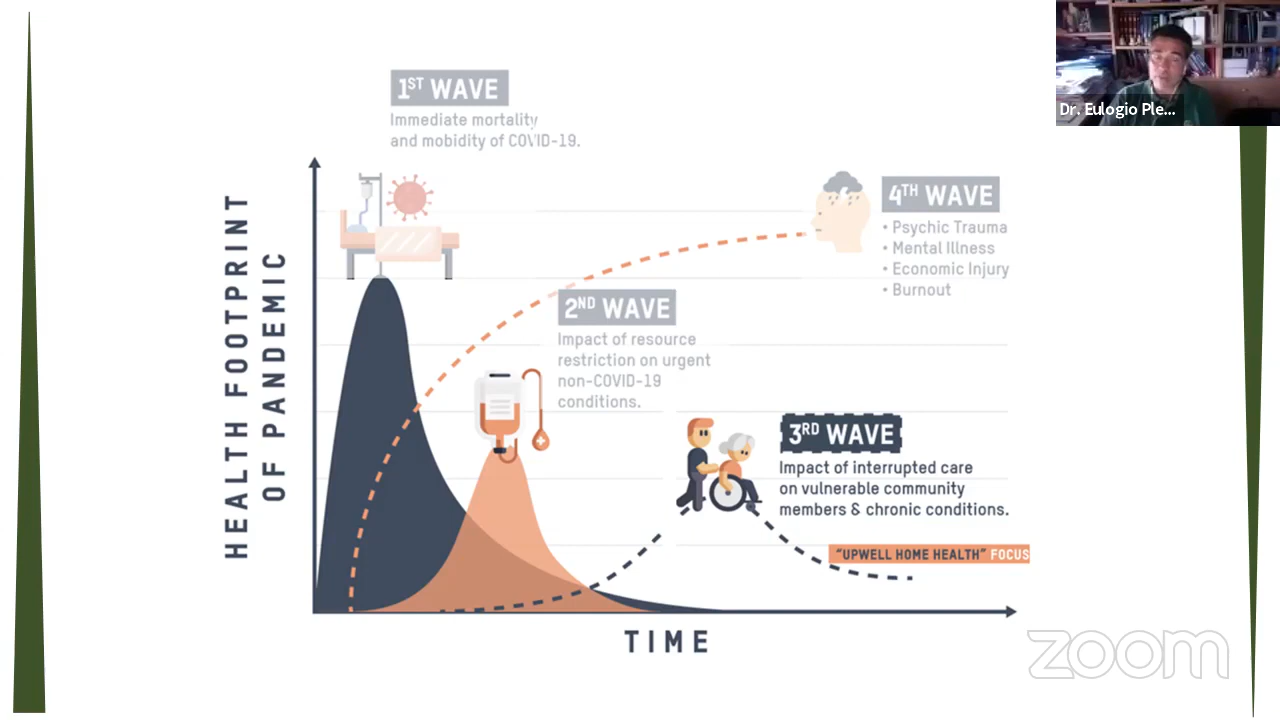 1ST WAVE
Immediate mortality
and mobidity of COVID-19.
Dr. Eulogio Ple...
4TH WAVE
• Psychic Trauma
• Mental Illness
• Economic Injury
• Burnout
HEALTH FOOTPRINT
OF PANDEMIC
2ND WAVE
Impact of resource
restriction on urgent
non-COVID-19
conditions.
3RD WAVE
Impact of interrupted care
on vulnerable community
members & chronic conditions.
“UPWELL HOME HEALTH” FOCUS
TIME
zoom